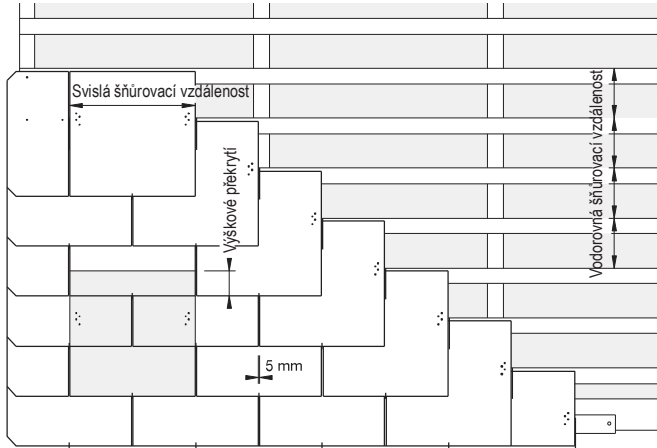 Svislá šňůrovací vzdálenost
Výškové překrytí
Vodorovná šňůrovací vzdálenost
5 mm